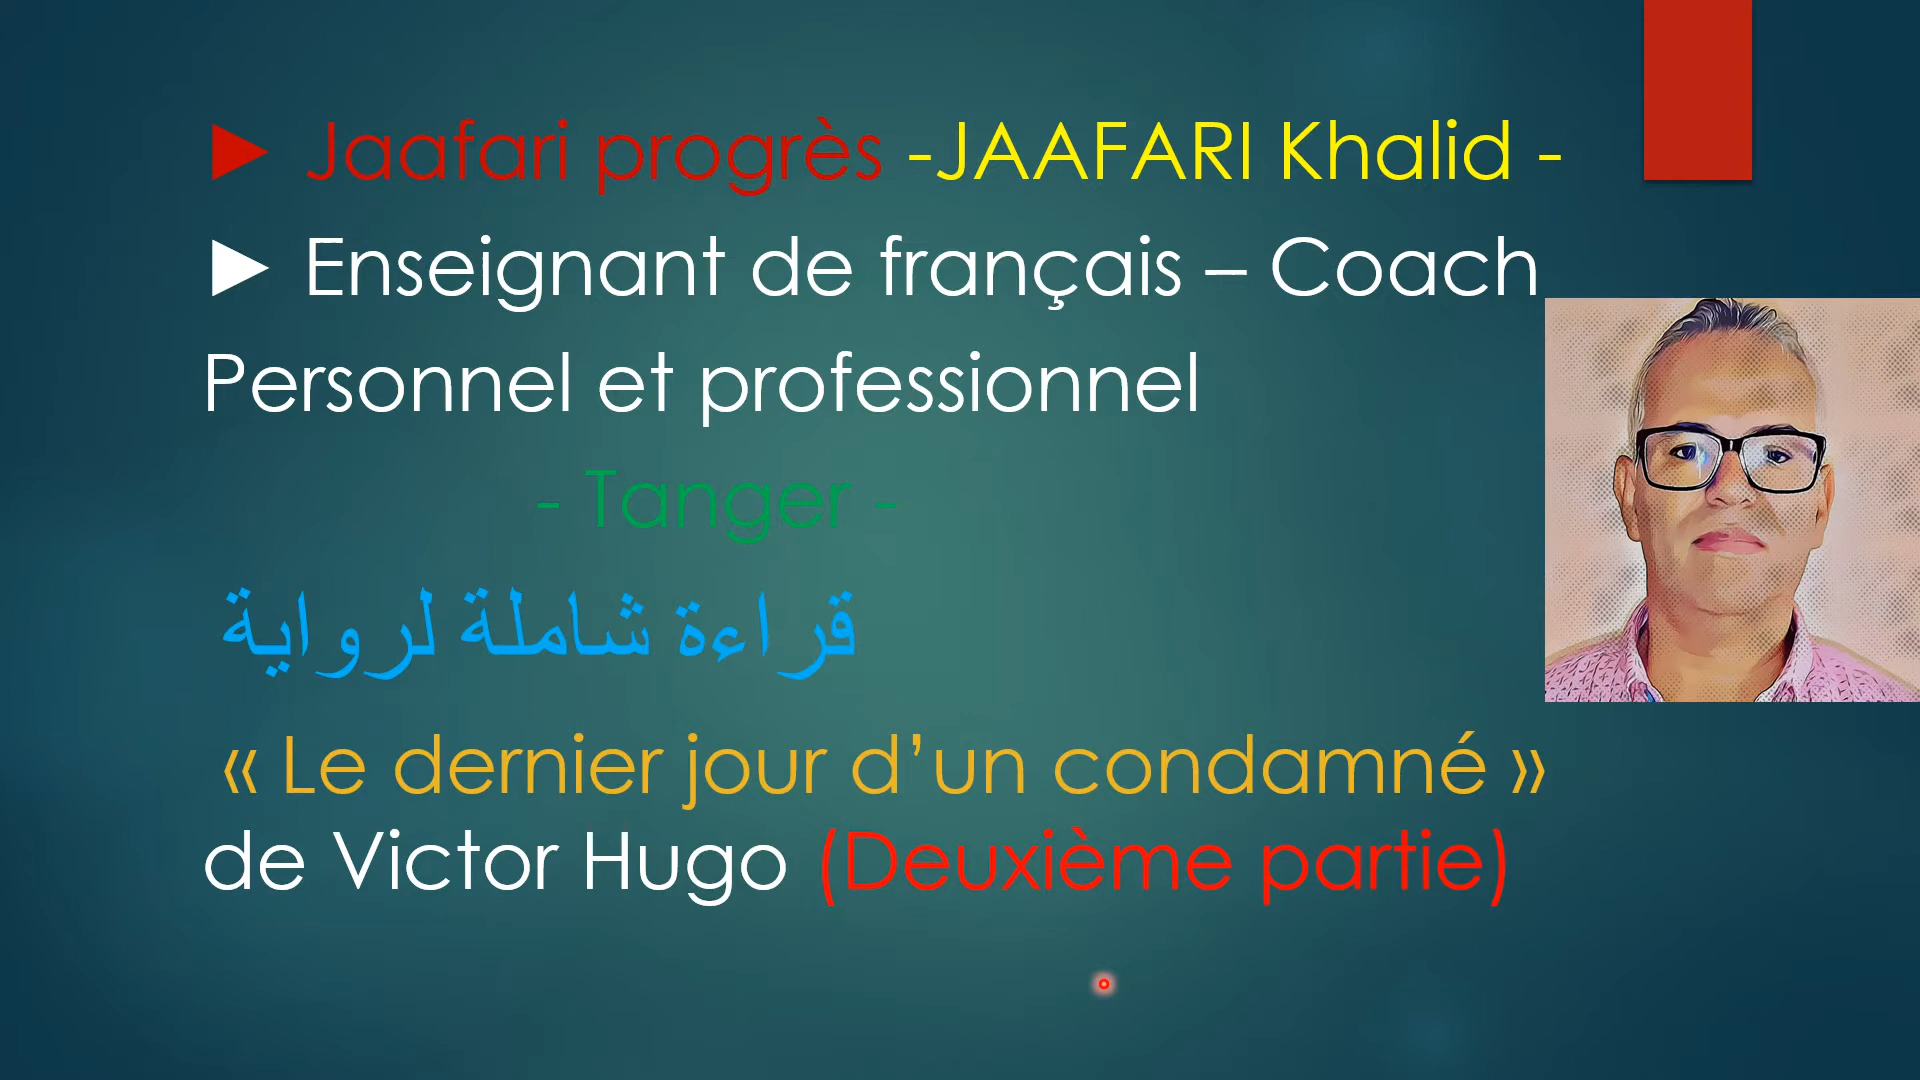 ► Jaafari progrès -JAAFARI Khalid -
► Enseignant de français – Coach
Personnel et professionnel
- Tanger -
قراءة شاملة لرواية
« Le dernier jour d’un condamné »
de Victor Hugo (Deuxième partie)